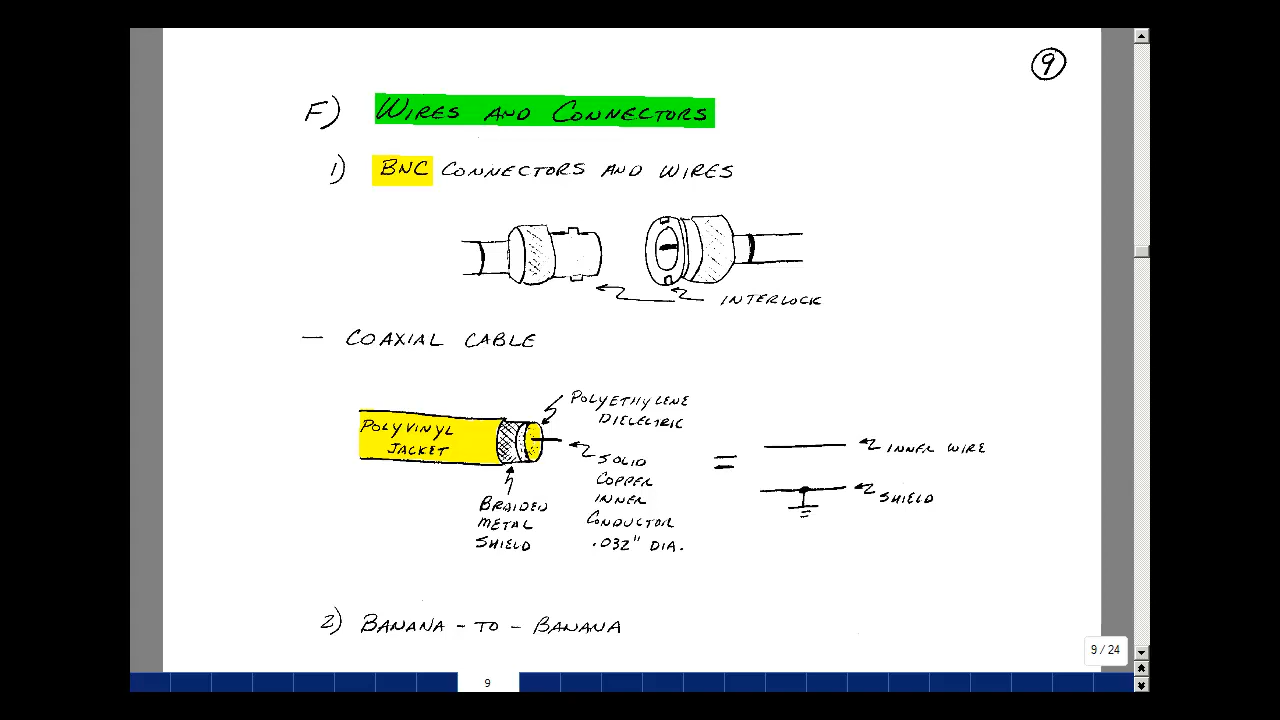 9
F) WIRES AND CONNECTORS
1) BNC CONNECTORS AND WIRES
INTERLOCK
— COAXIAL CABLE
POLYVINYL
JACKET
POLYETHYLENE
DIELECTRIC
SOLID
COPPER
INNER
CONDUCTOR
.032" DIA.
BRAIDED
METAL
SHIELD
=
INNER WIRE
SHIELD
2) BANANA - TO - BANANA
9 / 24
9